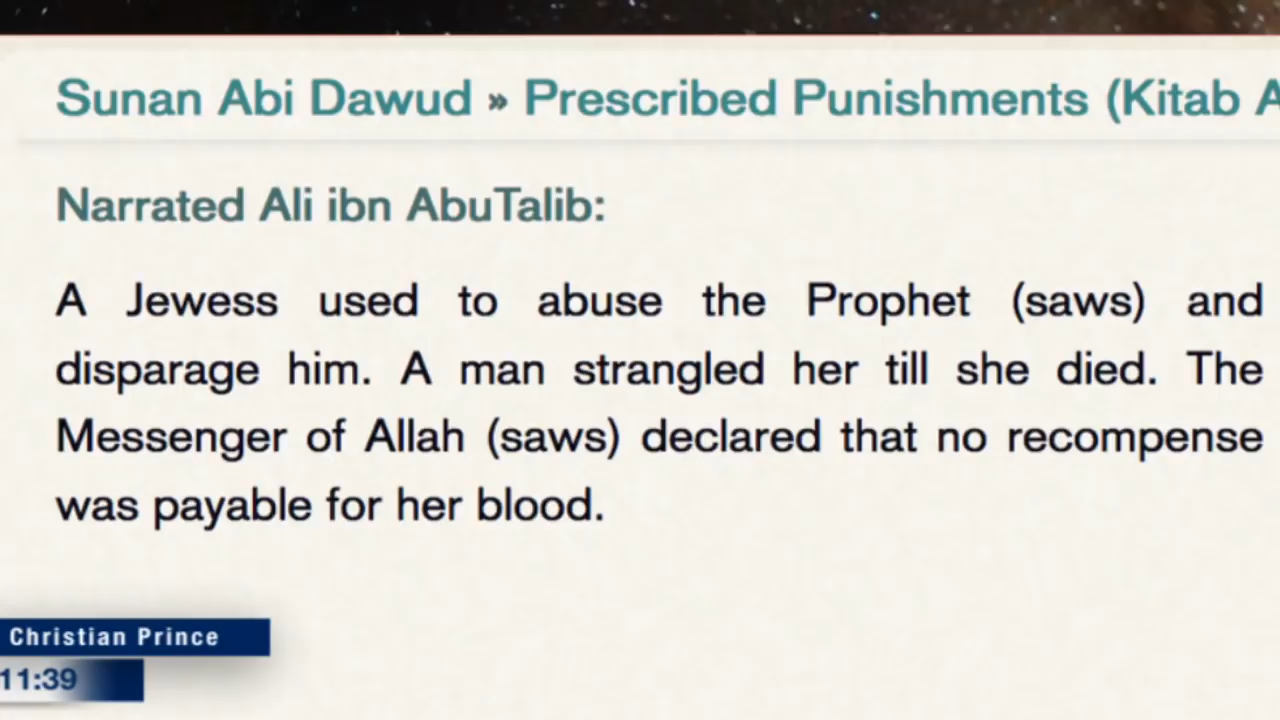 Sunan Abi Dawud » Prescribed Punishments (Kitab A
Narrated Ali ibn AbuTalib:
A Jewess used to abuse the Prophet (saws) and
disparage him. A man strangled her till she died. The
Messenger of Allah (saws) declared that no recompense
was payable for her blood.
Christian Prince
11:39